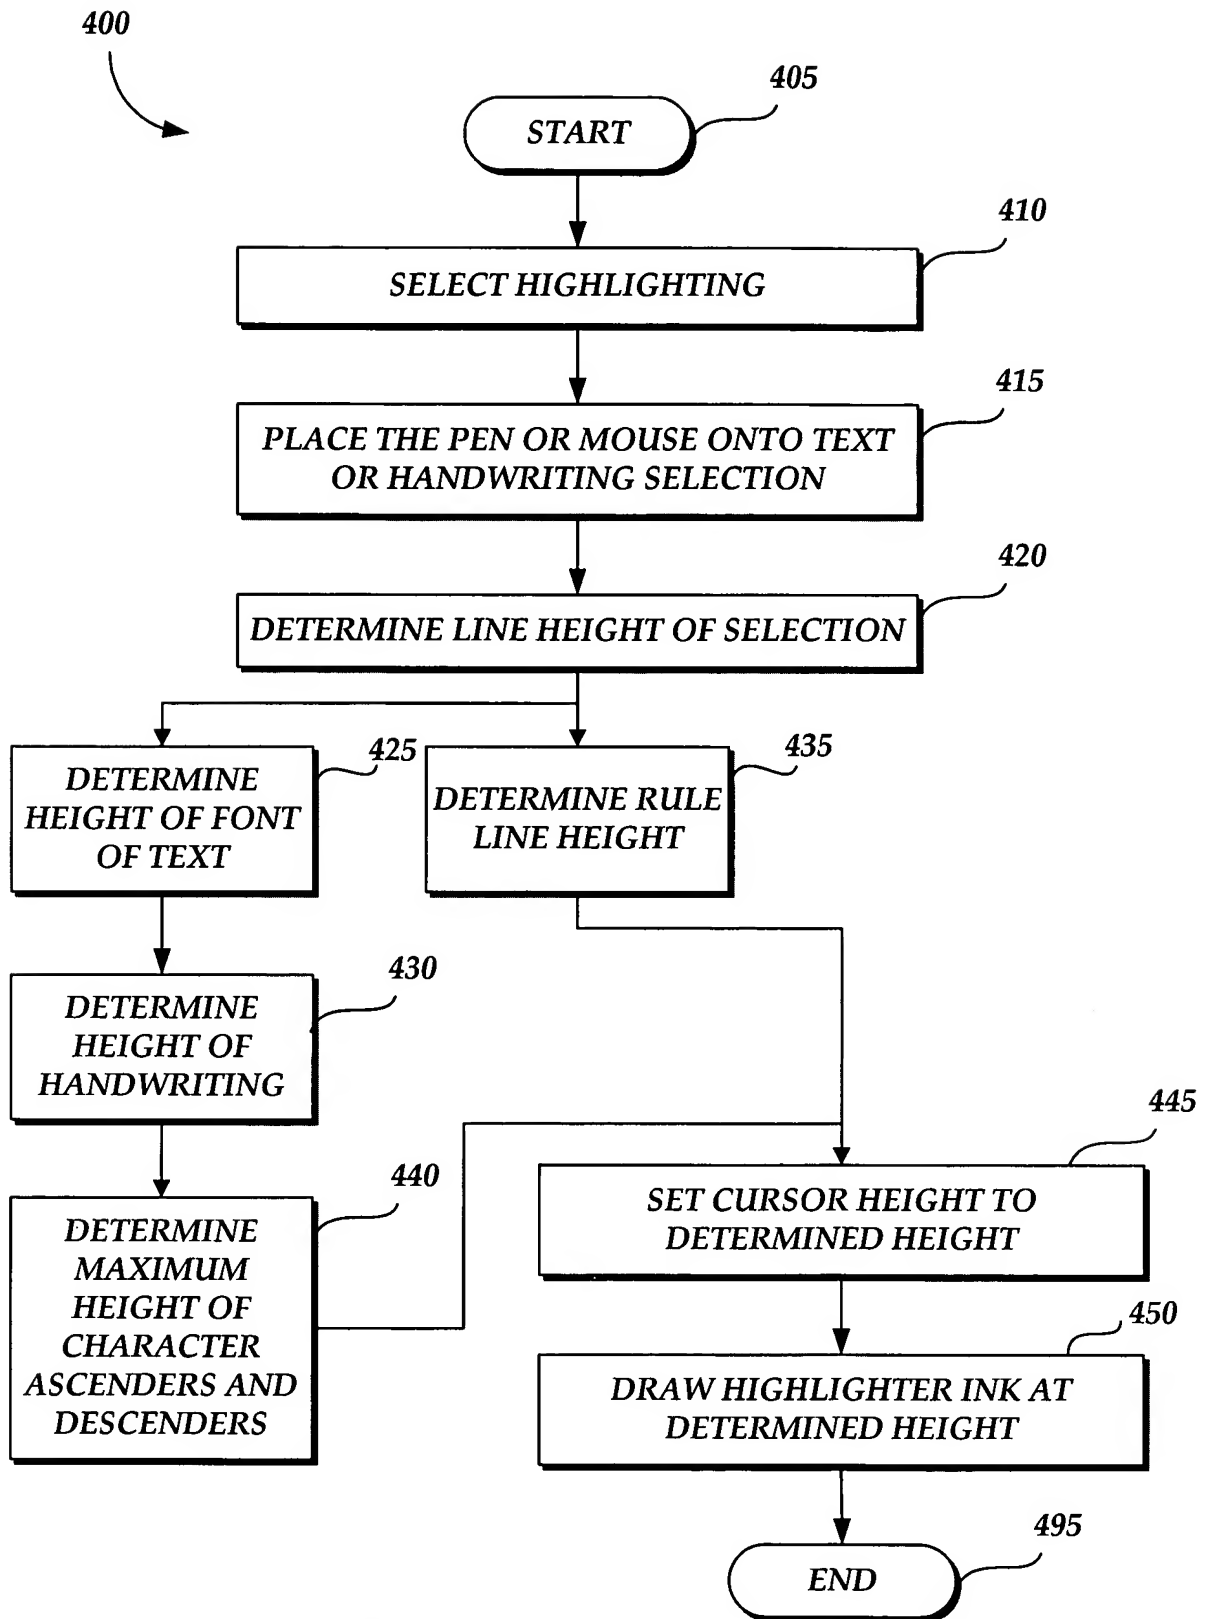 400
405
START
410
SELECT HIGHLIGHTING
415
PLACE THE PEN OR MOUSE ONTO TEXT
OR HANDWRITING SELECTION
420
DETERMINE LINE HEIGHT OF SELECTION
425
DETERMINE
HEIGHT OF FONT
OF TEXT
435
DETERMINE RULE
LINE HEIGHT
430
DETERMINE
HEIGHT OF
HANDWRITING
440
DETERMINE
MAXIMUM
HEIGHT OF
CHARACTER
ASCENDERS AND
DESCENDERS
445
SET CURSOR HEIGHT TO
DETERMINED HEIGHT
450
DRAW HIGHLIGHTER INK AT
DETERMINED HEIGHT
495
END